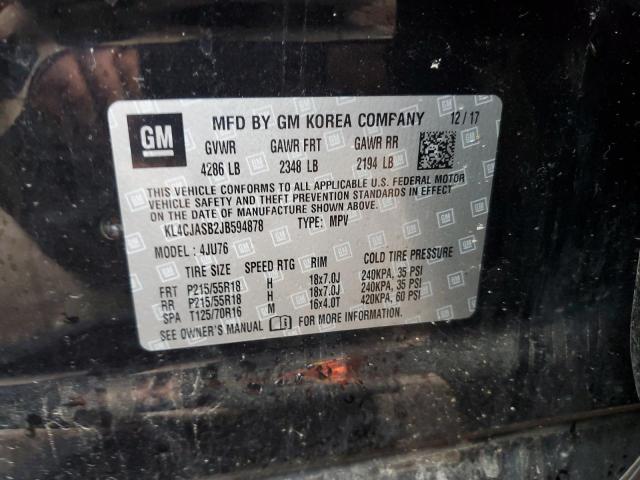 GM
MFD BY GM KOREA COMPANY 12/17
GVWR GAWR FRT GAWR RR
4286 LB 2348 LB 2194 LB
THIS VEHICLE CONFORMS TO ALL APPLICABLE U.S. FEDERAL MOTOR
VEHICLE SAFETY, BUMPER, AND THEFT PREVENTION STANDARDS IN EFFECT
ON THE DATE OF MANUFACTURE SHOWN ABOVE.
KL4CJASB2JB594878 TYPE: MPV
MODEL: 4JU76
TIRE SIZE SPEED RTG RIM COLD TIRE PRESSURE
FRT P215/55R18 H 18x7.0J 240KPA, 35 PSI
RR P215/55R18 H 18x7.0J 240KPA, 35 PSI
SPA T125/70R16 M 16x4.0T 420KPA, 60 PSI
SEE OWNER'S MANUAL FOR MORE INFORMATION.